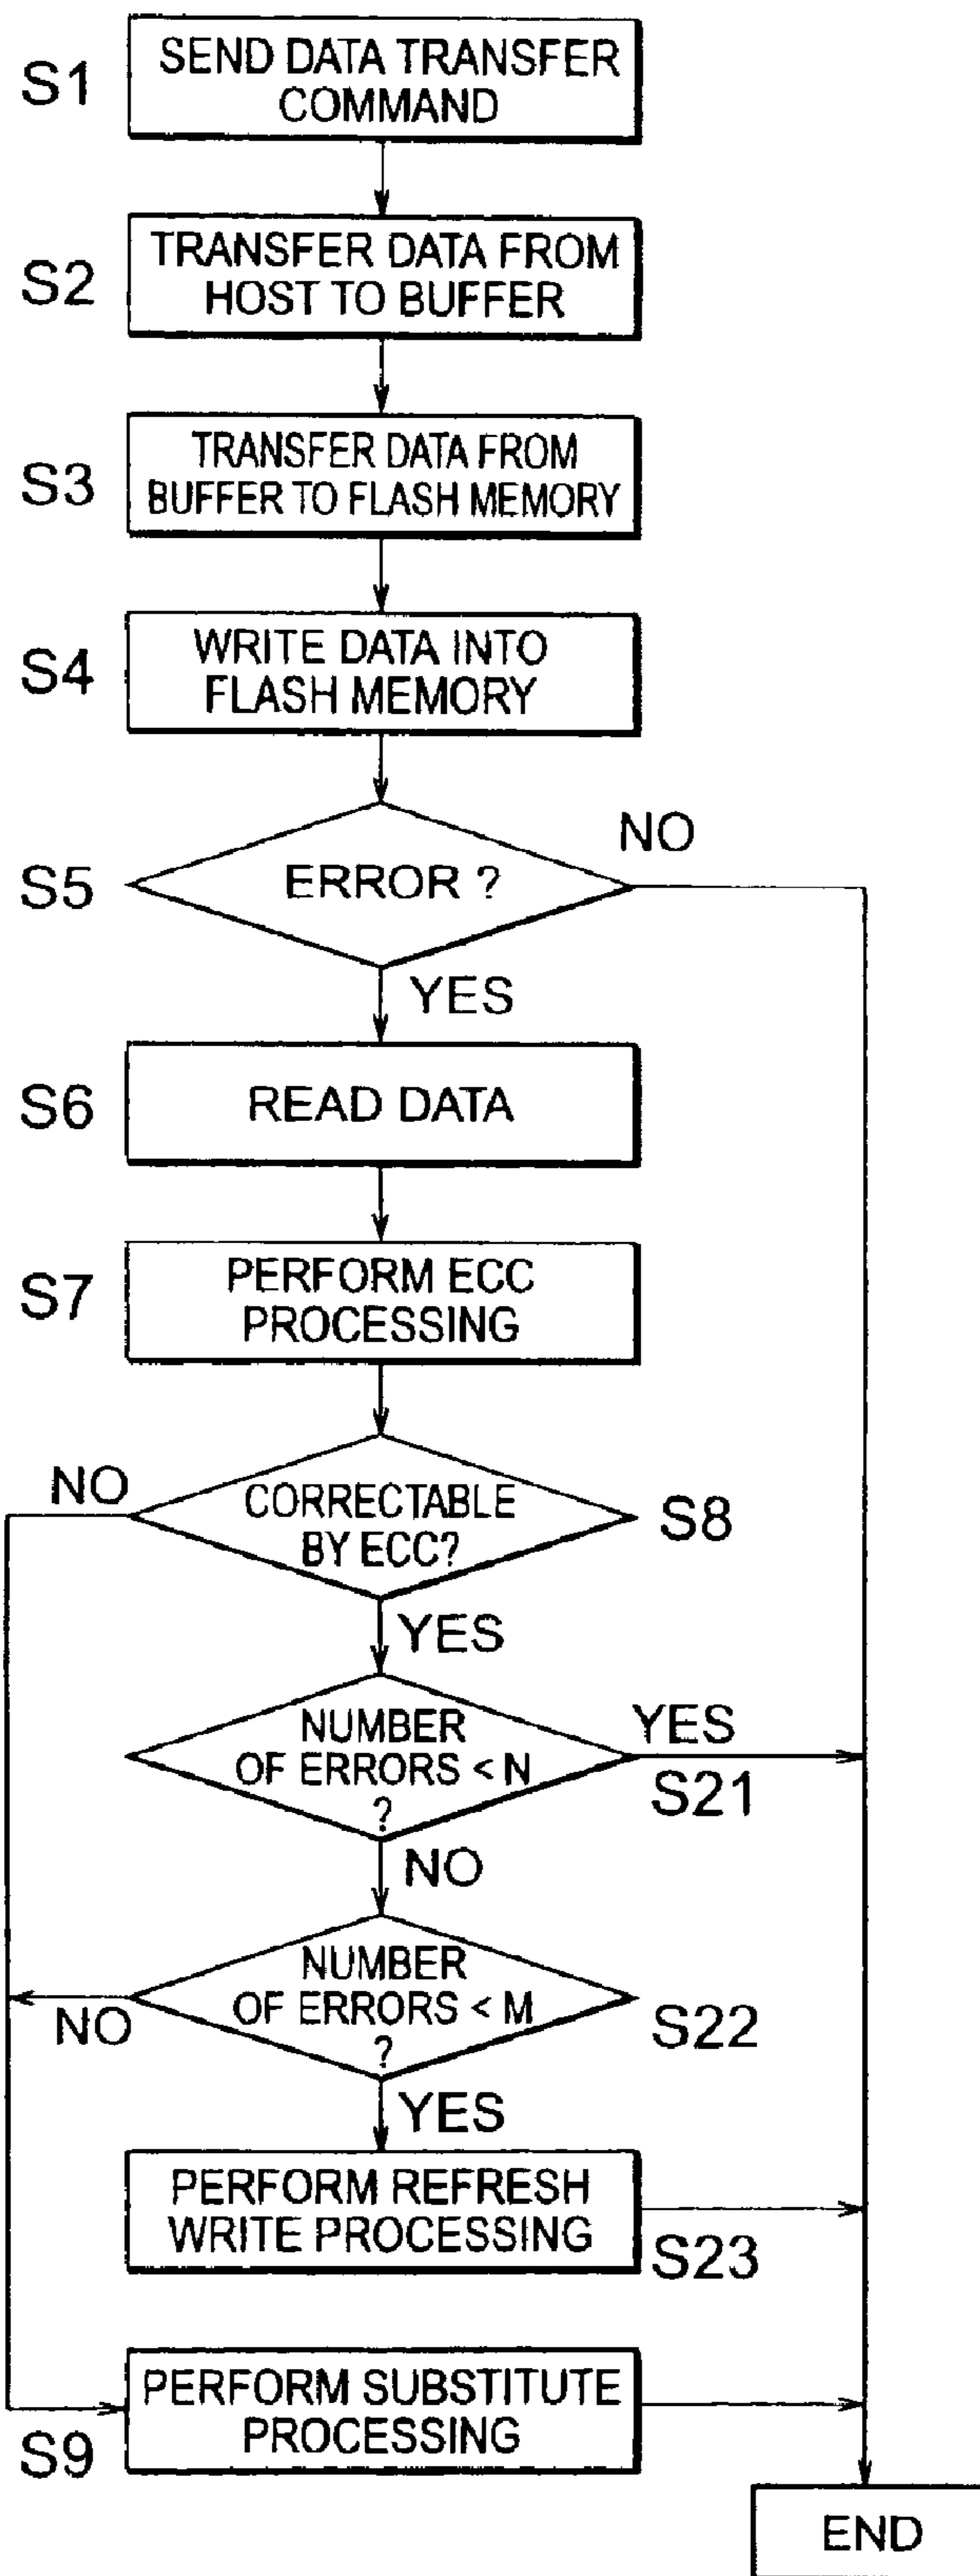 S1
SEND DATA TRANSFER
COMMAND
S2
TRANSFER DATA FROM
HOST TO BUFFER
S3
TRANSFER DATA FROM
BUFFER TO FLASH MEMORY
S4
WRITE DATA INTO
FLASH MEMORY
S5
ERROR ?
NO
YES
S6
READ DATA
S7
PERFORM ECC
PROCESSING
NO
CORRECTABLE
BY ECC?
S8
YES
NUMBER
OF ERRORS < N
?
YES
S21
NO
NUMBER
OF ERRORS < M
?
NO
S22
YES
PERFORM REFRESH
WRITE PROCESSING
S23
S9
PERFORM SUBSTITUTE
PROCESSING
END